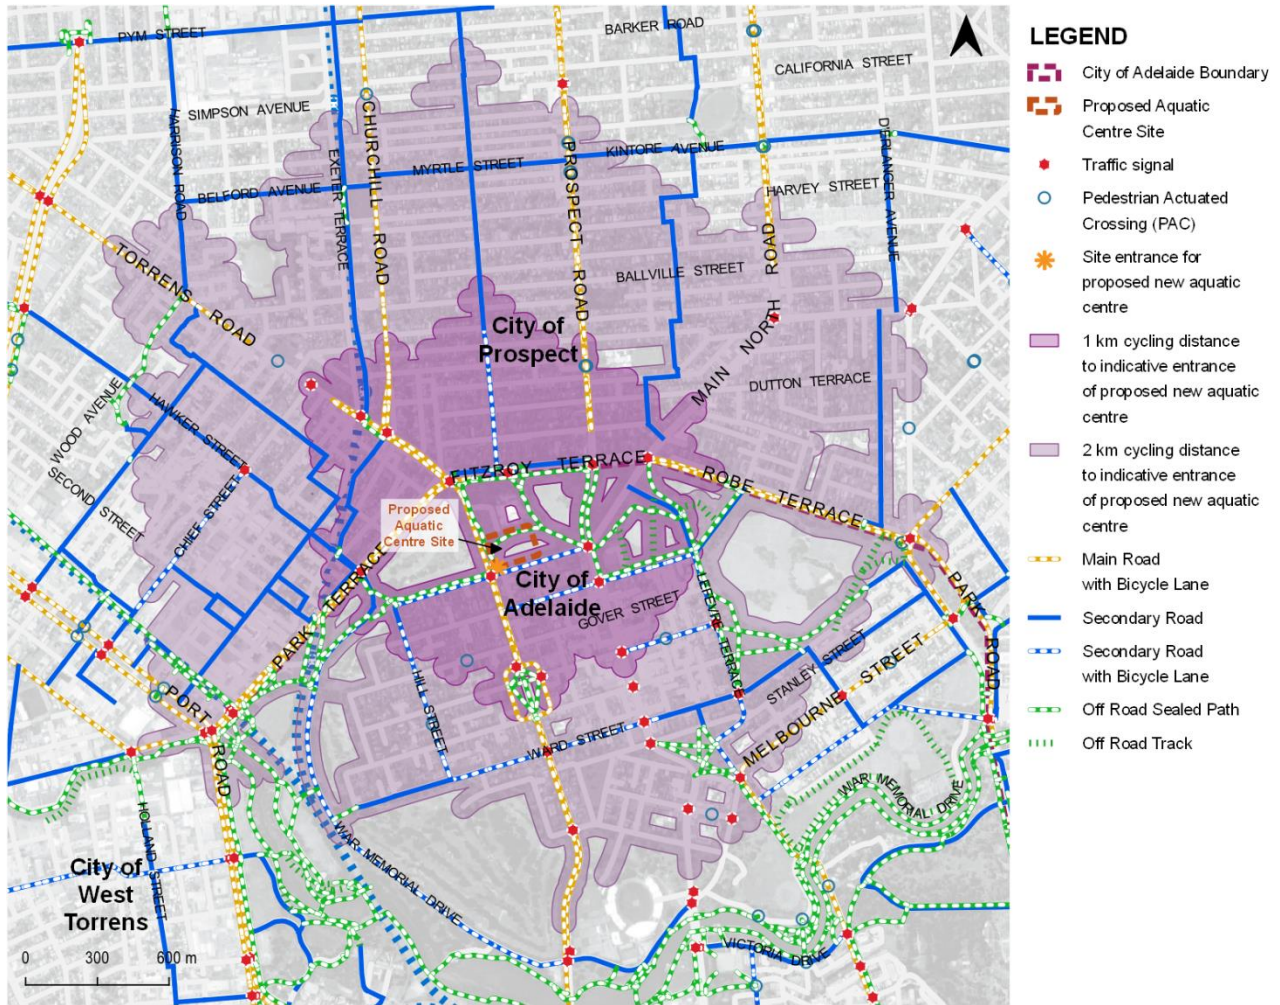 PYM STREET
BARKER ROAD
CALIFORNIA STREET
SIMPSON AVENUE
HARRISON ROAD
CHURCHILL ROAD
EXETER TERRACE
BELFORD AVENUE
MYRTLE STREET
KINTORE AVENUE
PROSPECT ROAD
D'ERLANGER AVENUE
HARVEY STREET
TORRENS ROAD
BALLVILLE STREET
MAIN NORTH ROAD
City of
Prospect
DUTTON TERRACE
WOOD AVENUE
HAWKER STREET
SECOND STREET
CHIEF STREET
FITZROY TERRACE
ROBE TERRACE
Proposed
Aquatic
Centre Site
City of
Adelaide
PARK TERRACE
GOVER STREET
LEFEVRE TERRACE
PARK ROAD
HILL STREET
STANLEY STREET
MELBOURNE STREET
WARD STREET
PORT ROAD
WAR MEMORIAL DRIVE
HOLLAND STREET
WAR MEMORIAL DRIVE
City of
West
Torrens
VICTORIA DRIVE
0 300 600 m
LEGEND
City of Adelaide Boundary
Proposed Aquatic
Centre Site
Traffic signal
Pedestrian Actuated
Crossing (PAC)
Site entrance for
proposed new aquatic
centre
1 km cycling distance
to indicative entrance
of proposed new aquatic
centre
2 km cycling distance
to indicative entrance
of proposed new aquatic
centre
Main Road
with Bicycle Lane
Secondary Road
Secondary Road
with Bicycle Lane
Off Road Sealed Path
Off Road Track